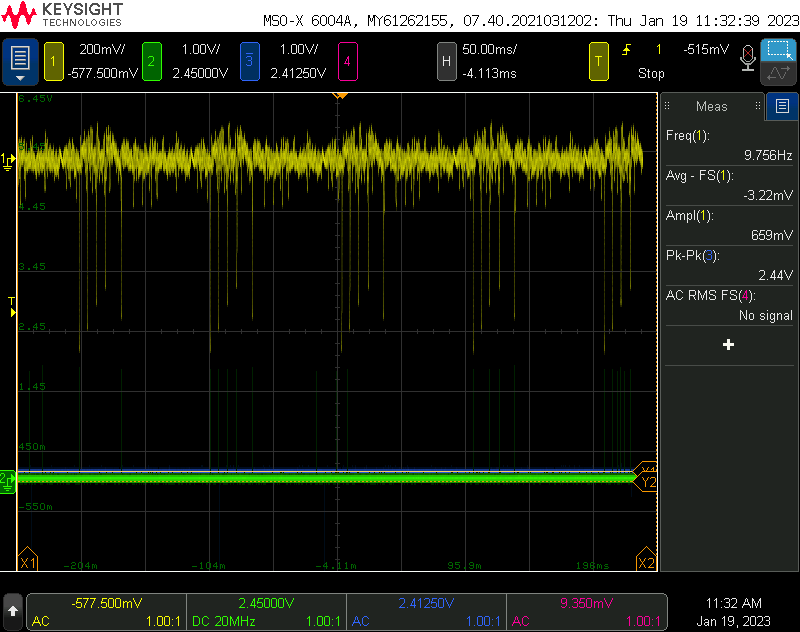 KEYSIGHT
TECHNOLOGIES
MSO-X 6004A, MY61262155, 07.40.2021031202: Thu Jan 19 11:32:39 2023
1 200mV/ 2 1.00V/ 3 1.00V/ 4 H 50.00ms/ T 1 -515mV
-577.500mV 2.45000V 2.41250V -4.113ms Stop
6.45V
Meas
Freq(1):
9.756Hz
1
Avg - FS(1):
-3.22mV
4.45
Ampl(1):
659mV
3.45
Pk-Pk(3):
2.44V
T
AC RMS FS(4):
No signal
2.45
+
1.45
450m
Y1
2
Y2
-550m
X1 -204m -104m -4.11m 95.9m 196ms X2
-577.500mV 2.45000V 2.41250V 9.350mV 11:32 AM
AC 1.00:1 DC 20MHz 1.00:1 AC 1.00:1 AC 1.00:1 Jan 19, 2023